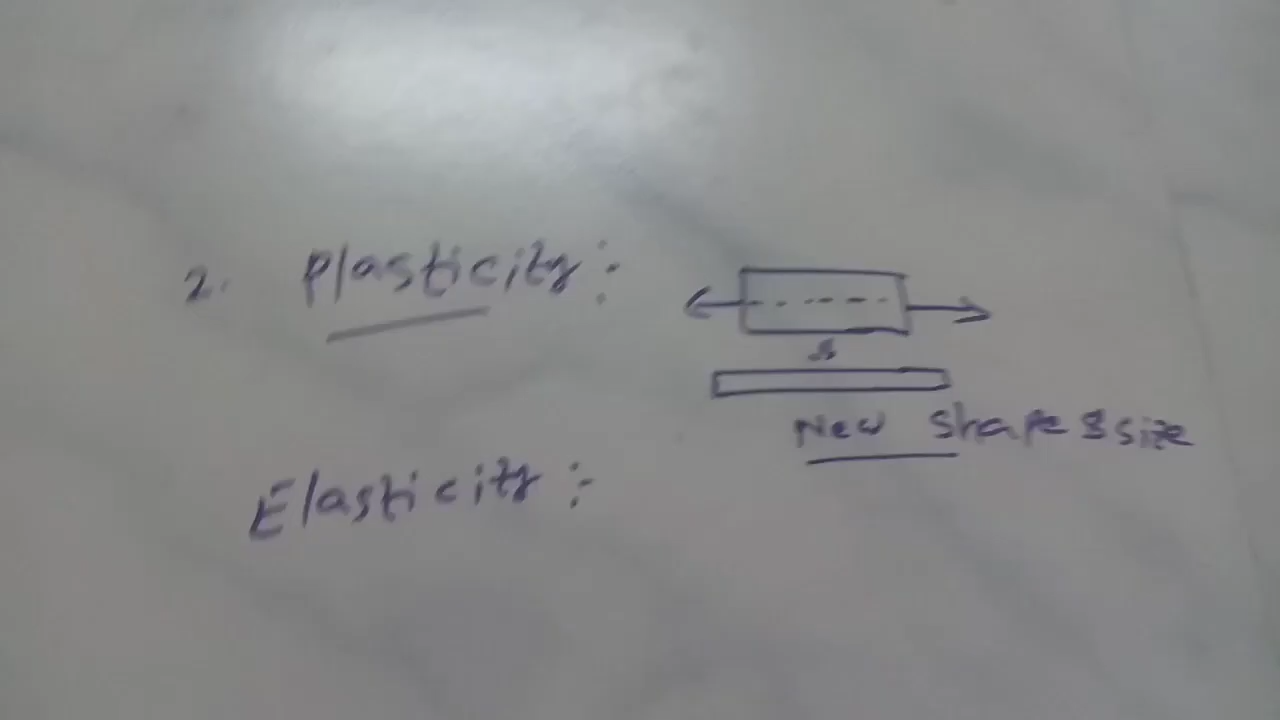 2. Plasticity :-
New shape & size
Elasticity :-